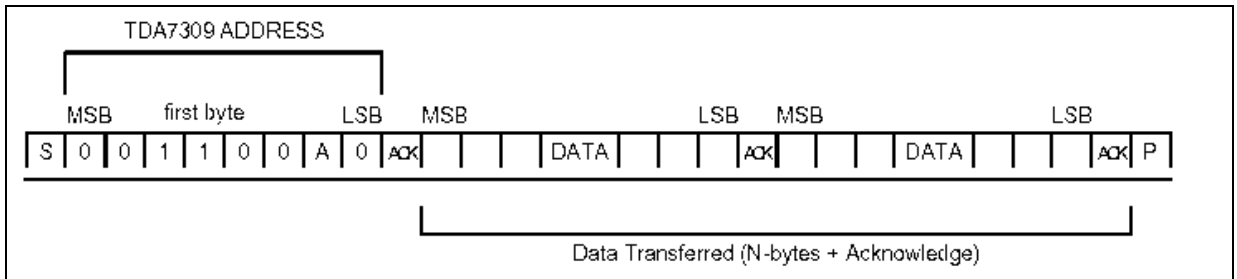 TDA7309 ADDRESS
MSB first byte LSB MSB LSB MSB LSB
S 0 0 1 1 0 0 A 0 ACK DATA ACK DATA ACK P
Data Transferred (N-bytes + Acknowledge)